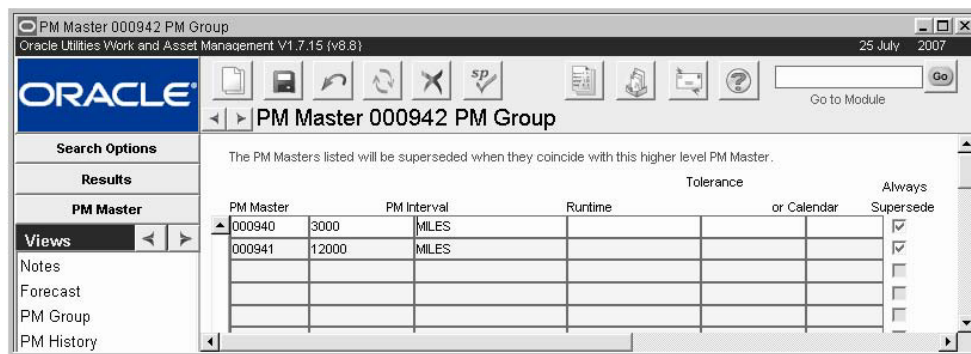 PM Master 000942 PM Group
Oracle Utilities Work and Asset Management V1.7.15 (v8.8) 25 July 2007
ORACLE
sp
Go
Go to Module
PM Master 000942 PM Group
Search Options
Results
PM Master
Views
Notes
Forecast
PM Group
PM History
The PM Masters listed will be superseded when they coincide with this higher level PM Master.
Tolerance
Always
PM Master PM Interval Runtime or Calendar Supersede
000940 3000 MILES
000941 12000 MILES